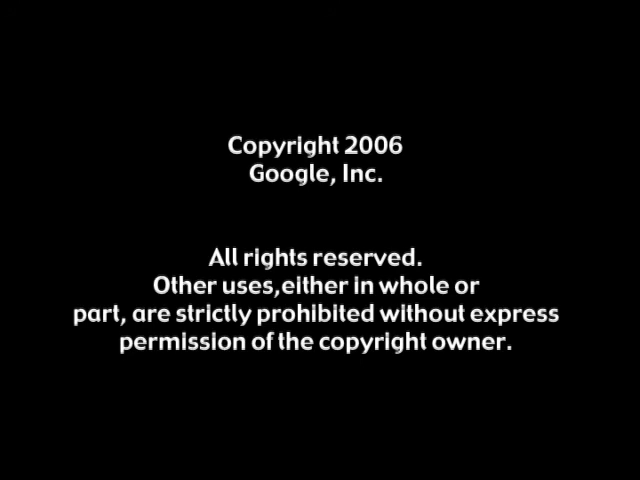 Copyright 2006
Google, Inc.
All rights reserved.
Other uses,either in whole or
part, are strictly prohibited without express
permission of the copyright owner.